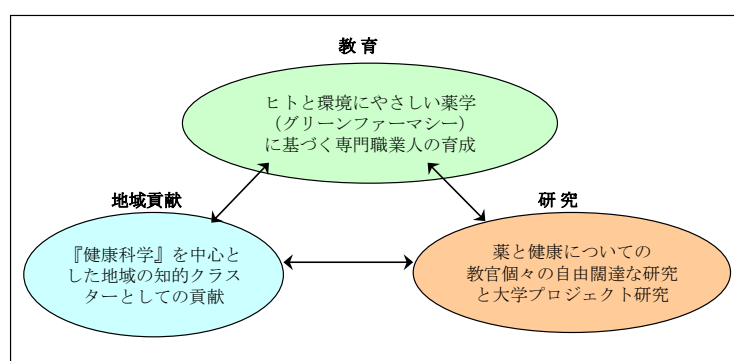 教育
ヒトと環境にやさしい薬学
（グリーンファーマシー）
に基づく専門職業人の育成
地域貢献
『健康科学』を中心と
した地域の知的クラス
ターとしての貢献
研究
薬と健康についての
教官個々の自由闊達な研究
と大学プロジェクト研究